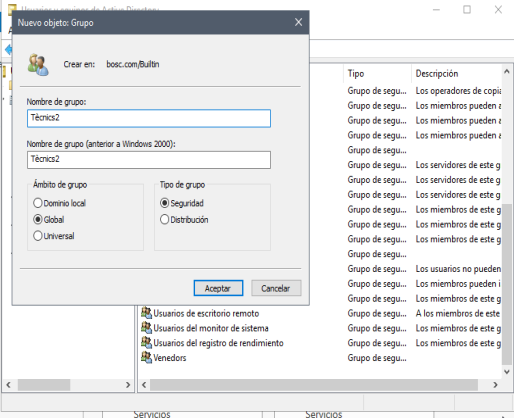 Usuarios y equipos de Active Directory
Nuevo objeto: Grupo
Crear en: bosc.com/Builtin
Nombre de grupo:
Tècnics2
Nombre de grupo (anterior a Windows 2000):
Tècnics2
Ámbito de grupo
Dominio local
Global
Universal
Tipo de grupo
Seguridad
Distribución
Aceptar
Cancelar
Tipo Descripción
Grupo de segu... Los operadores de copia
Grupo de segu... Los miembros pueden a
Grupo de segu... Los miembros pueden a
Grupo de segu... Los miembros pueden a
Grupo de segu...
Grupo de segu... Los servidores de este g
Grupo de segu... Los servidores de este g
Grupo de segu... Los servidores de este g
Grupo de segu... Los miembros de este g
Grupo de segu... Los miembros de este g
Grupo de segu... Los miembros de este g
Grupo de segu...
Grupo de segu... Los usuarios no pueden
Grupo de segu... Los miembros pueden i
Grupo de segu... Los miembros de este g
Usuarios de escritorio remoto Grupo de segu... A los miembros de este
Usuarios del monitor de sistema Grupo de segu... Los miembros de este g
Usuarios del registro de rendimiento Grupo de segu... Los miembros de este g
Venedors Grupo de segu...
Servicios Servicios